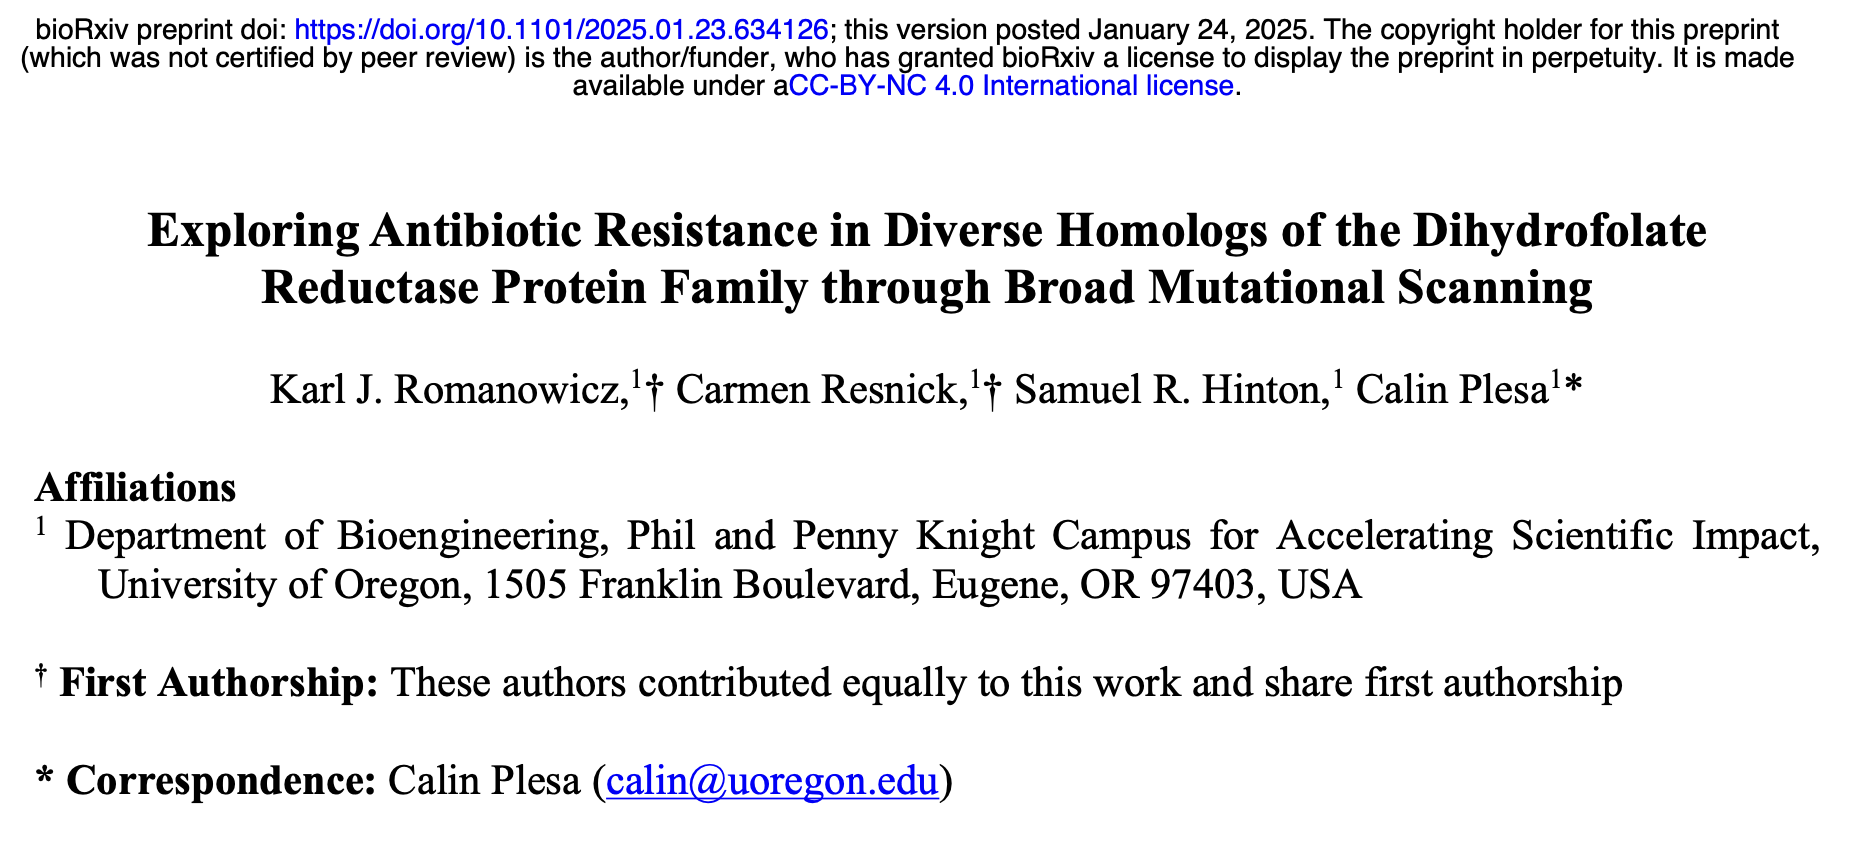 bioRxiv preprint doi: https://doi.org/10.1101/2025.01.23.634126; this version posted January 24, 2025. The copyright holder for this preprint
(which was not certified by peer review) is the author/funder, who has granted bioRxiv a license to display the preprint in perpetuity. It is made
available under aCC-BY-NC 4.0 International license.
Exploring Antibiotic Resistance in Diverse Homologs of the Dihydrofolate
Reductase Protein Family through Broad Mutational Scanning
Karl J. Romanowicz,¹† Carmen Resnick,¹† Samuel R. Hinton,¹ Calin Plesa¹*
Affiliations
¹ Department of Bioengineering, Phil and Penny Knight Campus for Accelerating Scientific Impact,
University of Oregon, 1505 Franklin Boulevard, Eugene, OR 97403, USA
† First Authorship: These authors contributed equally to this work and share first authorship
* Correspondence: Calin Plesa (calin@uoregon.edu)